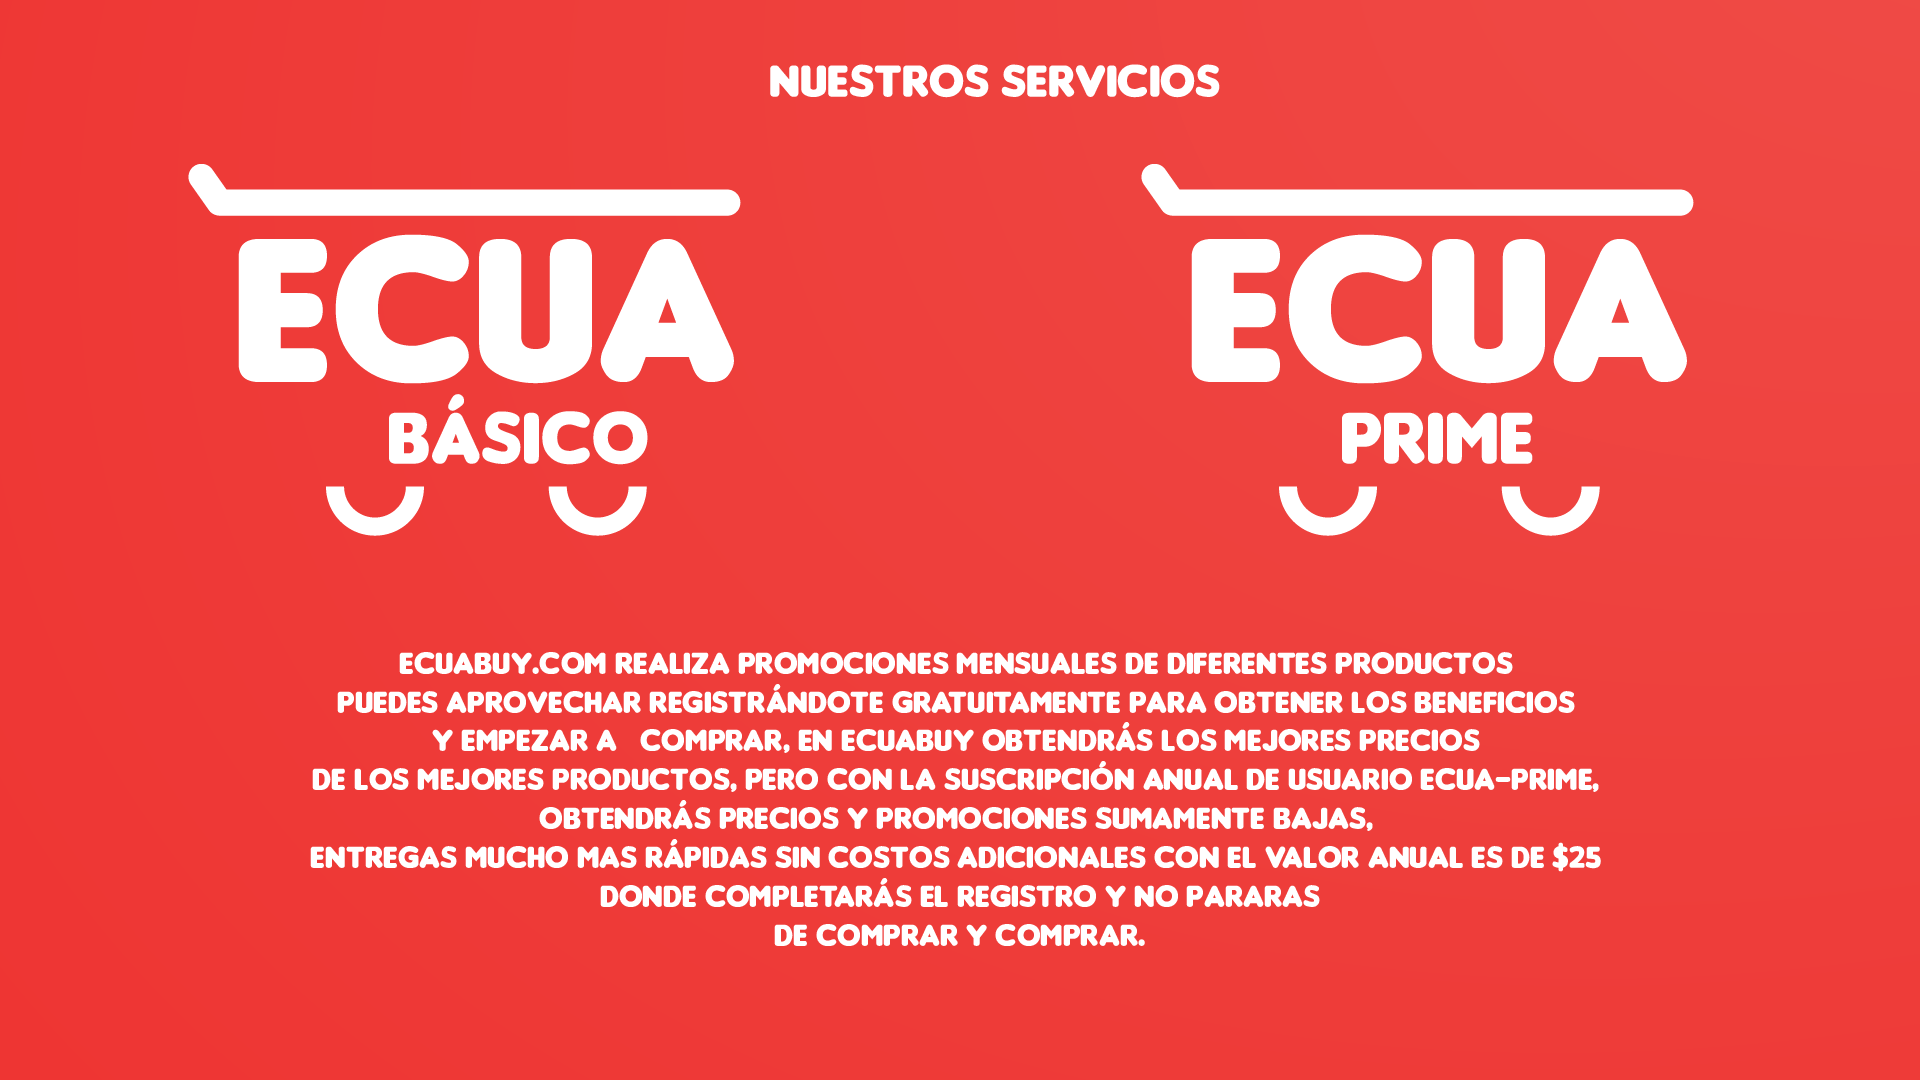 NUESTROS SERVICIOS
ECUA
BÁSICO
ECUA
PRIME
ECUABUY.COM REALIZA PROMOCIONES MENSUALES DE DIFERENTES PRODUCTOS
PUEDES APROVECHAR REGISTRÁNDOTE GRATUITAMENTE PARA OBTENER LOS BENEFICIOS
Y EMPEZAR A COMPRAR, EN ECUABUY OBTENDRÁS LOS MEJORES PRECIOS
DE LOS MEJORES PRODUCTOS, PERO CON LA SUSCRIPCIÓN ANUAL DE USUARIO ECUA-PRIME,
OBTENDRÁS PRECIOS Y PROMOCIONES SUMAMENTE BAJAS,
ENTREGAS MUCHO MAS RÁPIDAS SIN COSTOS ADICIONALES CON EL VALOR ANUAL ES DE $25
DONDE COMPLETARÁS EL REGISTRO Y NO PARARAS
DE COMPRAR Y COMPRAR.